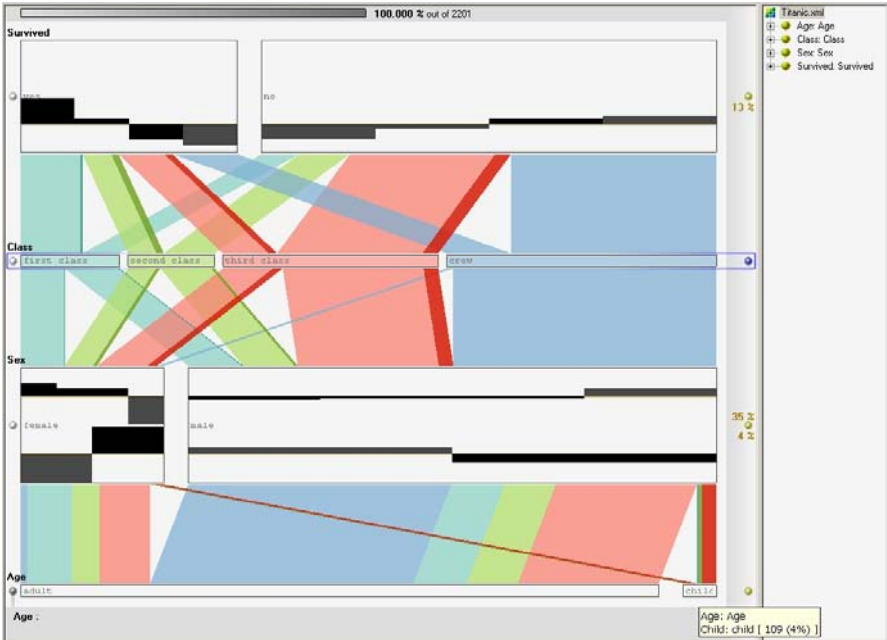 100.000 % out of 2201
Survived
yes
no
13 %
Class
first class
second class
third class
crew
Sex
female
male
35 %
4 %
Age
adult
child
Age :
Age: Age
Child: child [ 109 (4%) ]
Titanic.xml
Age: Age
Class: Class
Sex: Sex
Survived: Survived